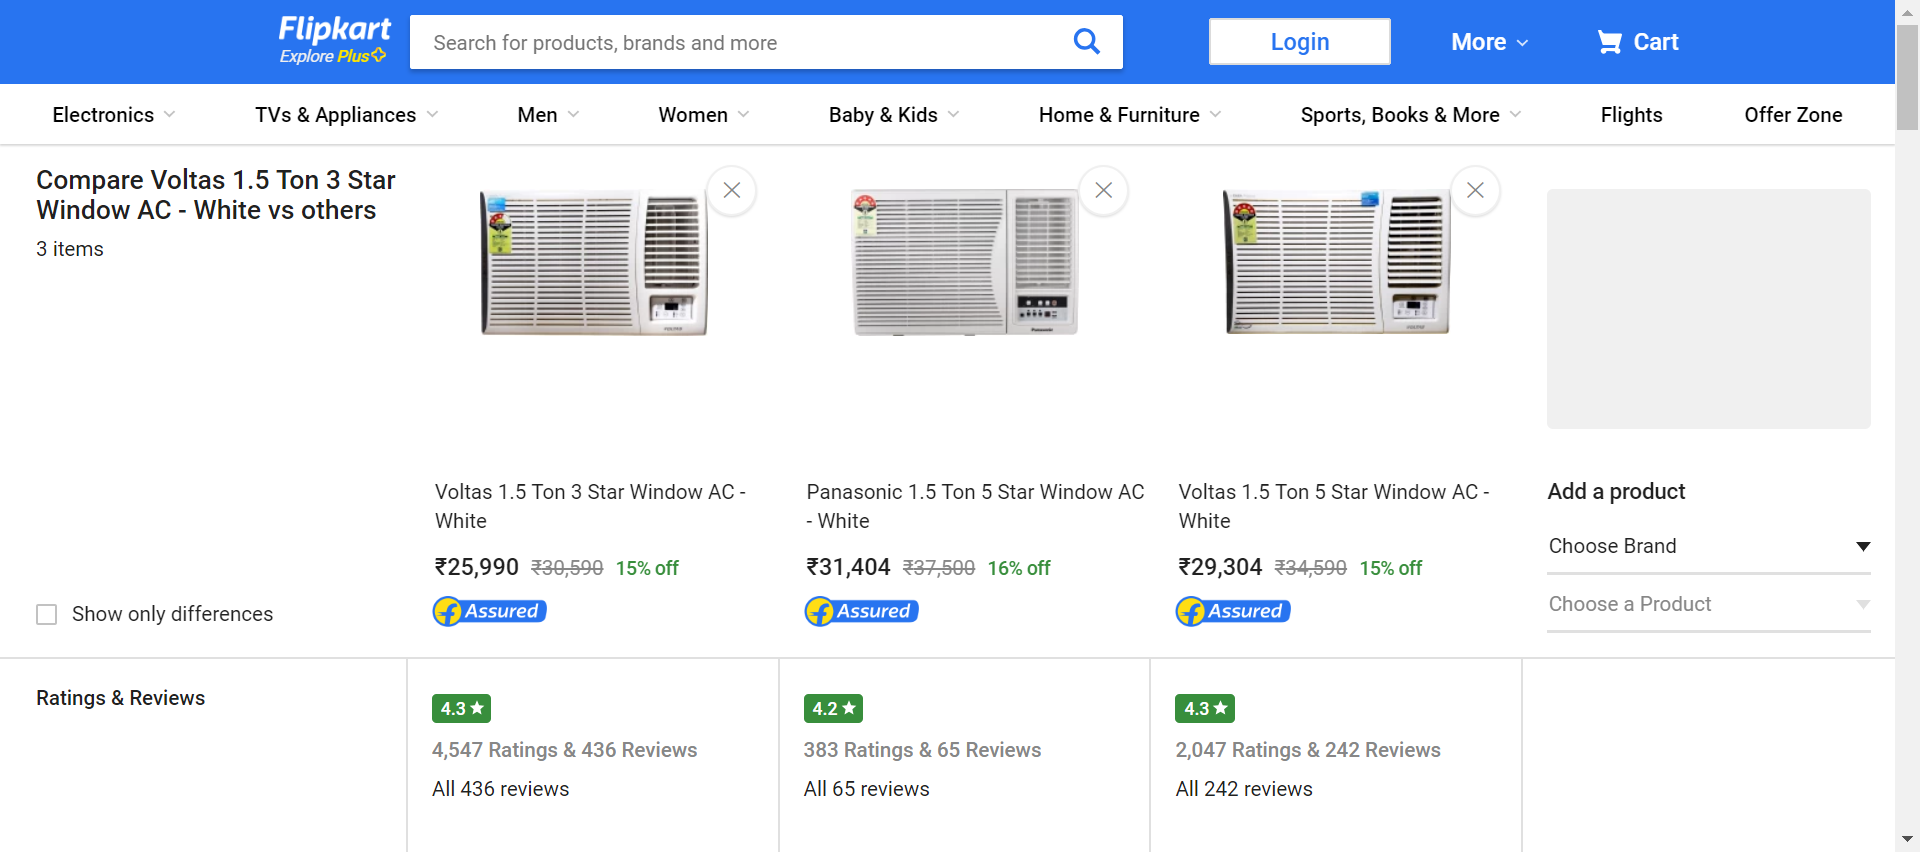 Flipkart
Explore Plus
Search for products, brands and more
Login
More
Cart
Electronics
TVs & Appliances
Men
Women
Baby & Kids
Home & Furniture
Sports, Books & More
Flights
Offer Zone
Compare Voltas 1.5 Ton 3 Star
Window AC - White vs others
3 items
Show only differences
Voltas 1.5 Ton 3 Star Window AC -
White
₹25,990 ₹30,590 15% off
Assured
Panasonic 1.5 Ton 5 Star Window AC
- White
₹31,404 ₹37,500 16% off
Assured
Voltas 1.5 Ton 5 Star Window AC -
White
₹29,304 ₹34,590 15% off
Assured
Add a product
Choose Brand
Choose a Product
Ratings & Reviews
4.3
4,547 Ratings & 436 Reviews
All 436 reviews
4.2
383 Ratings & 65 Reviews
All 65 reviews
4.3
2,047 Ratings & 242 Reviews
All 242 reviews